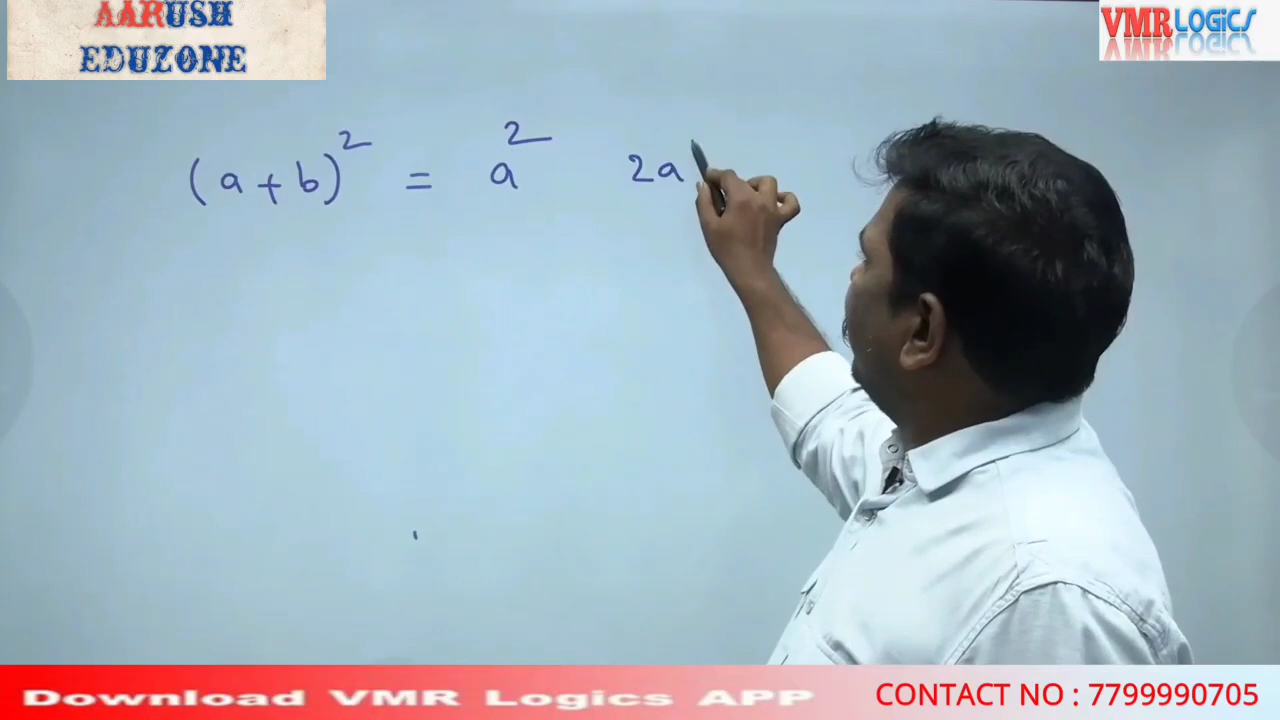 AARUSH
EDUZONE
VMR LOGICS
(a+b)² = a² 2a
Download VMR Logics APP
CONTACT NO : 7799990705